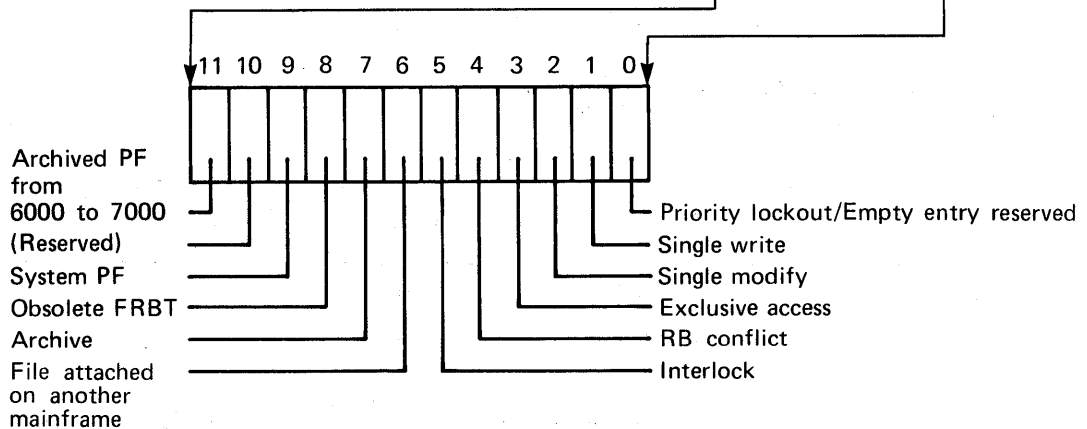 11 10 9 8 7 6 5 4 3 2 1 0
Archived PF
from
6000 to 7000
(Reserved)
System PF
Obsolete FRBT
Archive
File attached
on another
mainframe
Priority lockout/Empty entry reserved
Single write
Single modify
Exclusive access
RB conflict
Interlock